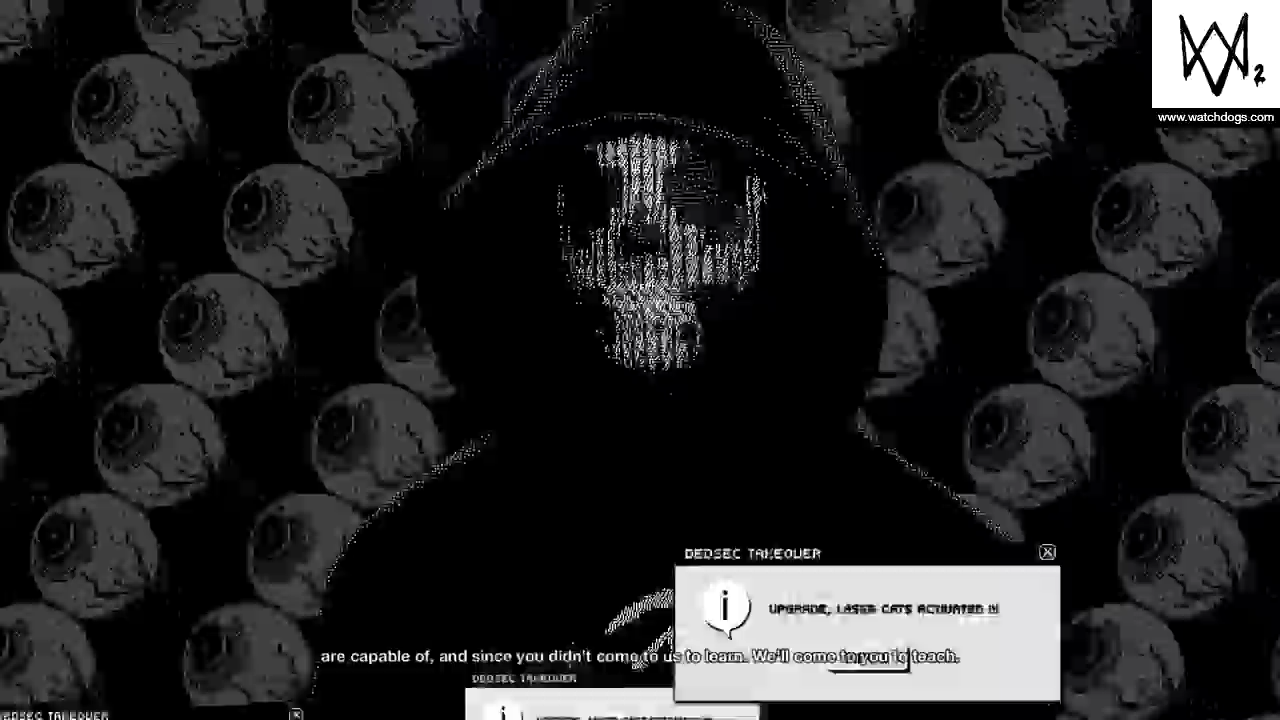 2
www.watchdogs.com
DEDSEC TAKEOVER
UPGRADE, LASER CATS ACTIVATED !!!
are capable of, and since you didn't come to us to learn. We'll come to you to teach.
DEDSEC TAKEOVER
DEDSEC TAKEOVER